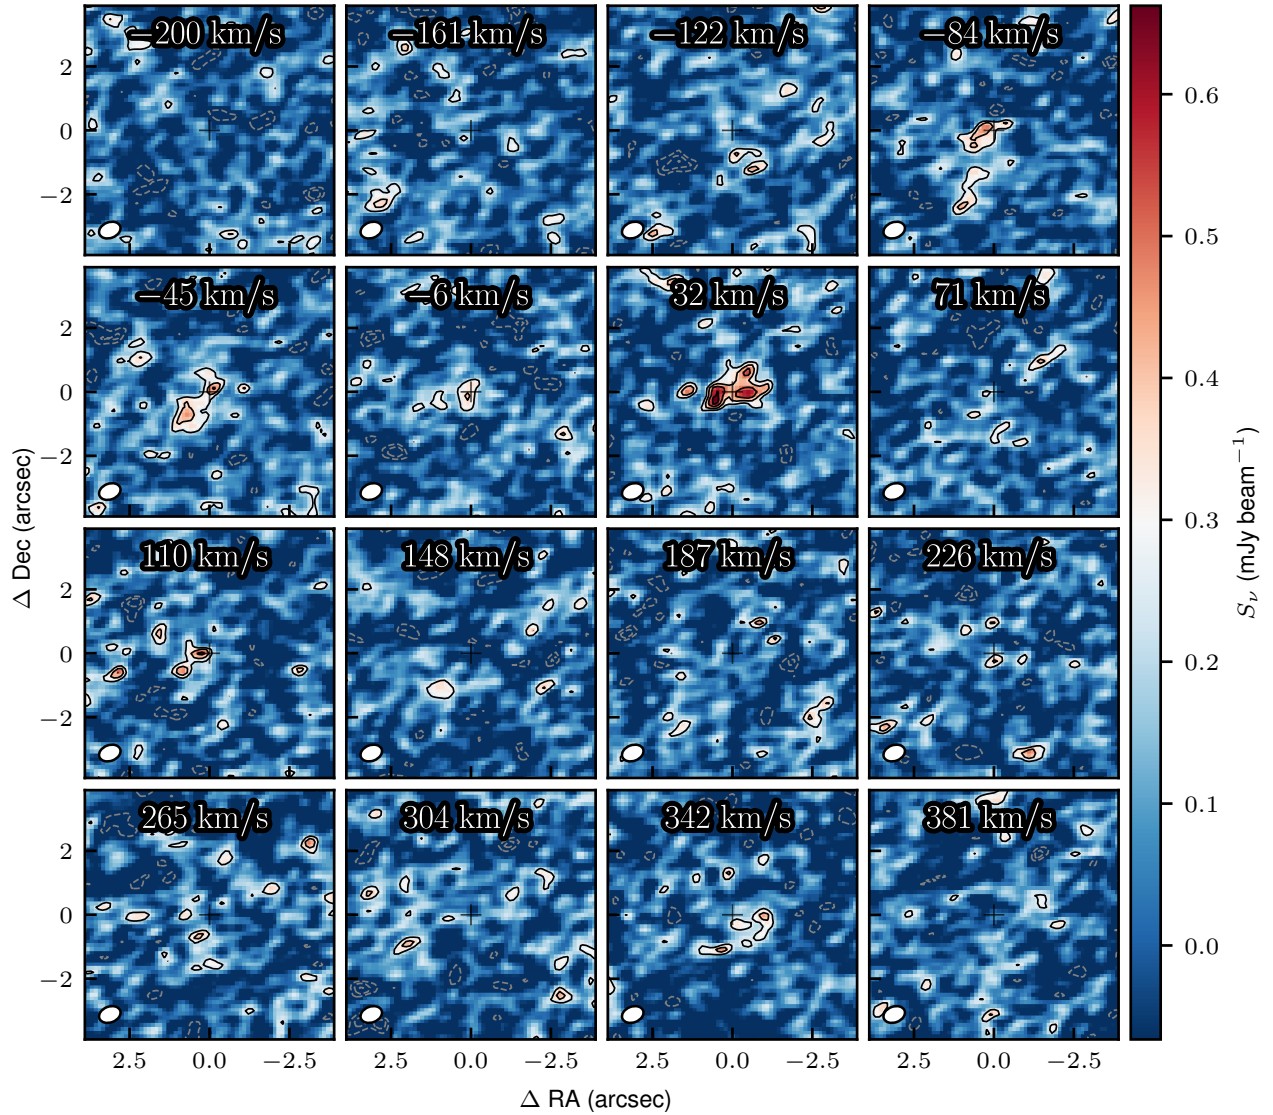 −200 km/s −161 km/s −122 km/s −84 km/s
2
0
−2
−45 km/s −6 km/s 32 km/s 71 km/s
2
0
−2
110 km/s 148 km/s 187 km/s 226 km/s
2
0
−2
265 km/s 304 km/s 342 km/s 381 km/s
2
0
−2
2.5 0.0 −2.5 2.5 0.0 −2.5 2.5 0.0 −2.5 2.5 0.0 −2.5
Δ RA (arcsec)
Δ Dec (arcsec)
0.6
0.5
0.4
0.3
0.2
0.1
0.0
Sν (mJy beam−1)